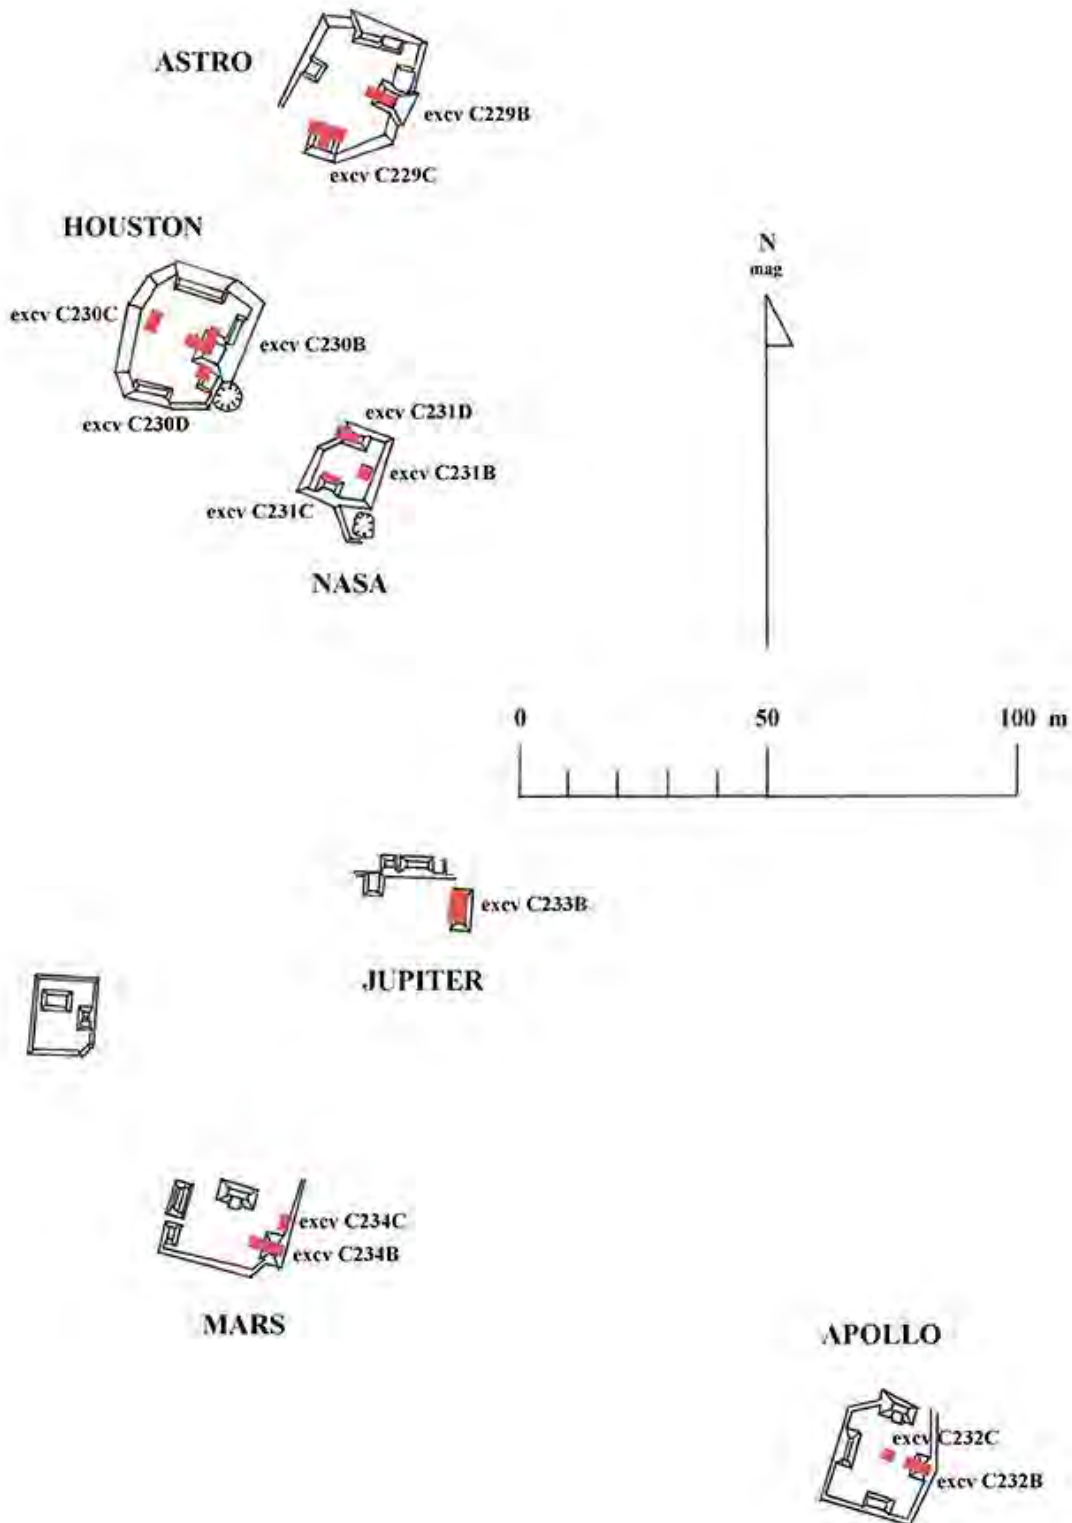 ASTRO
excv C229B
excv C229C
HOUSTON
N
mag
excv C230C
excv C230B
excv C230D
excv C231D
excv C231B
excv C231C
NASA
0 50 100 m
excv C233B
JUPITER
excv C234C
excv C234B
MARS
APOLLO
excv C232C
excv C232B